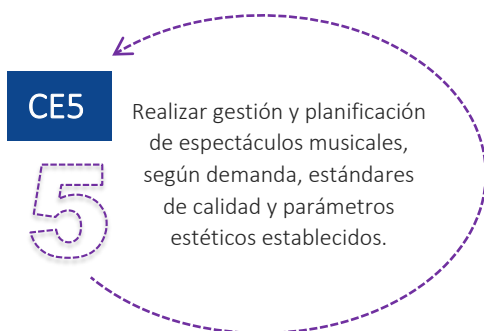 CE5
5
Realizar gestión y planificación
de espectáculos musicales,
según demanda, estándares
de calidad y parámetros
estéticos establecidos.